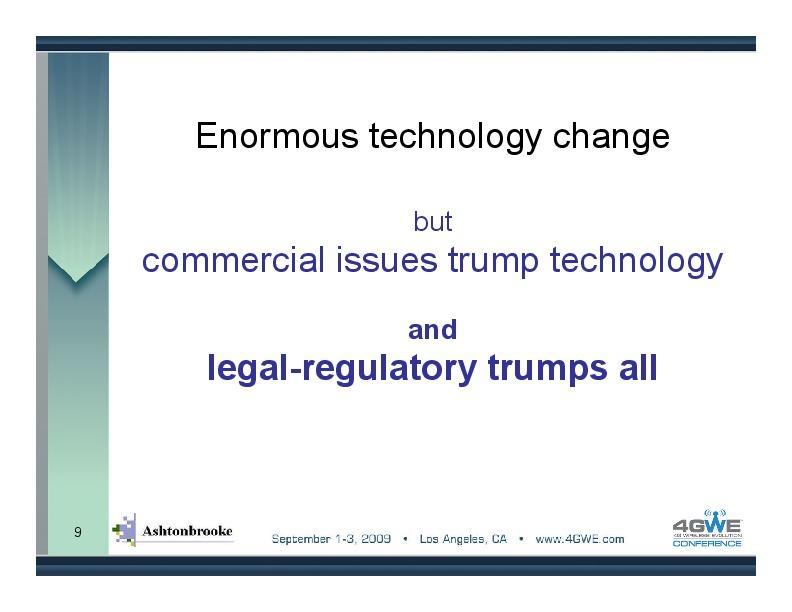 Enormous technology change
but
commercial issues trump technology
and
legal-regulatory trumps all
9
Ashtonbrooke
September 1-3, 2009 • Los Angeles, CA • www.4GWE.com
4GWE
4G WIRELESS EVOLUTION
CONFERENCE